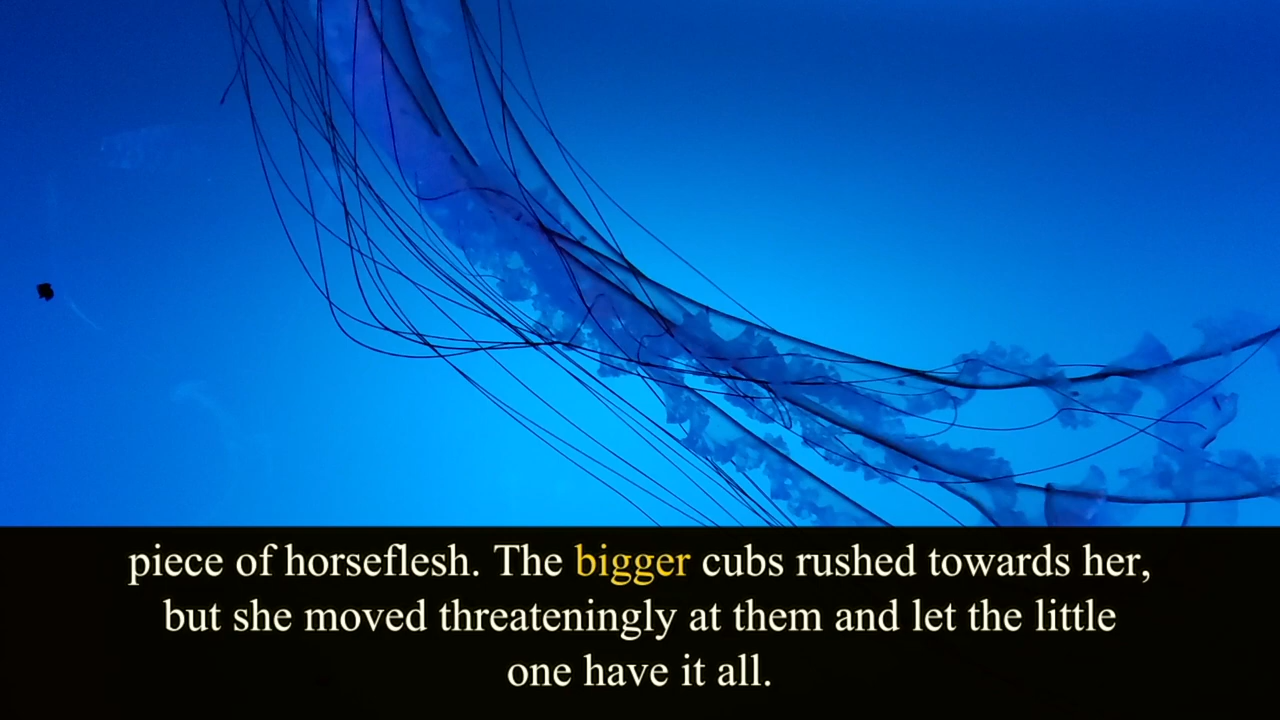 piece of horseflesh. The bigger cubs rushed towards her,
but she moved threateningly at them and let the little
one have it all.